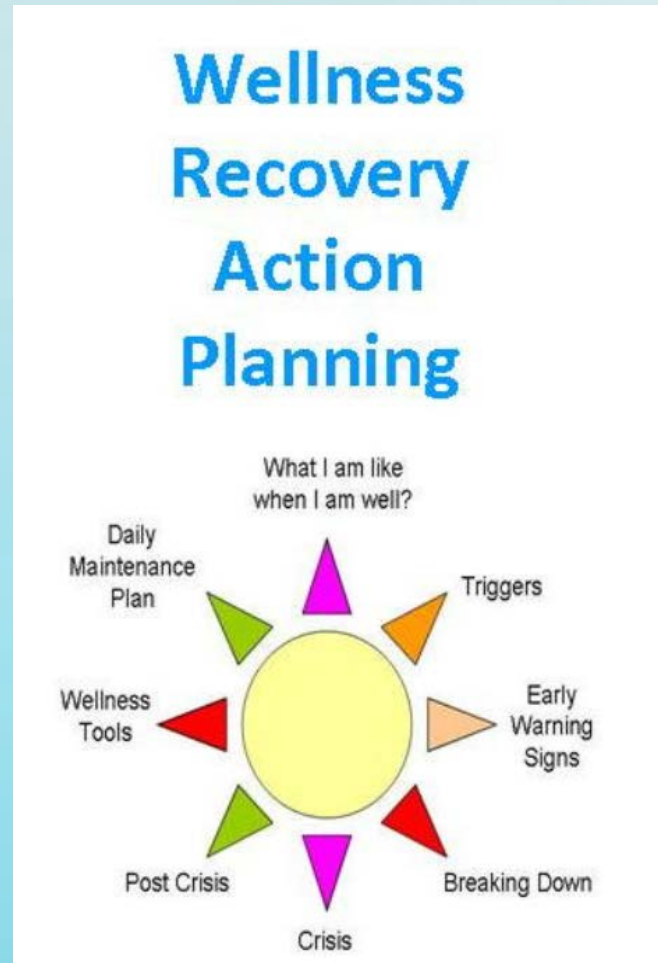 Wellness
Recovery
Action
Planning
What I am like
when I am well?
Daily
Maintenance
Plan
Triggers
Wellness
Tools
Early
Warning
Signs
Post Crisis
Breaking Down
Crisis